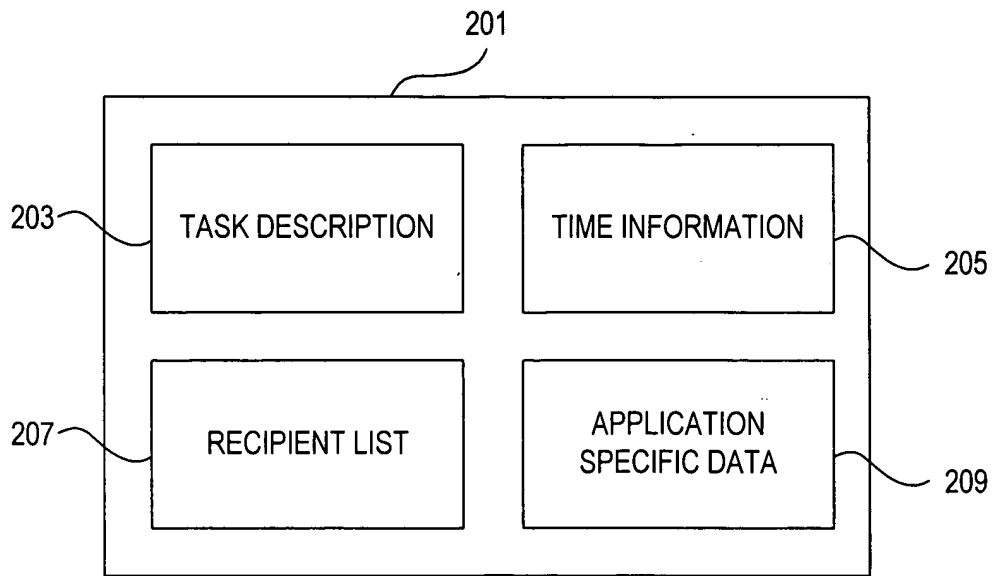 201
203
TASK DESCRIPTION
TIME INFORMATION
205
207
RECIPIENT LIST
APPLICATION
SPECIFIC DATA
209